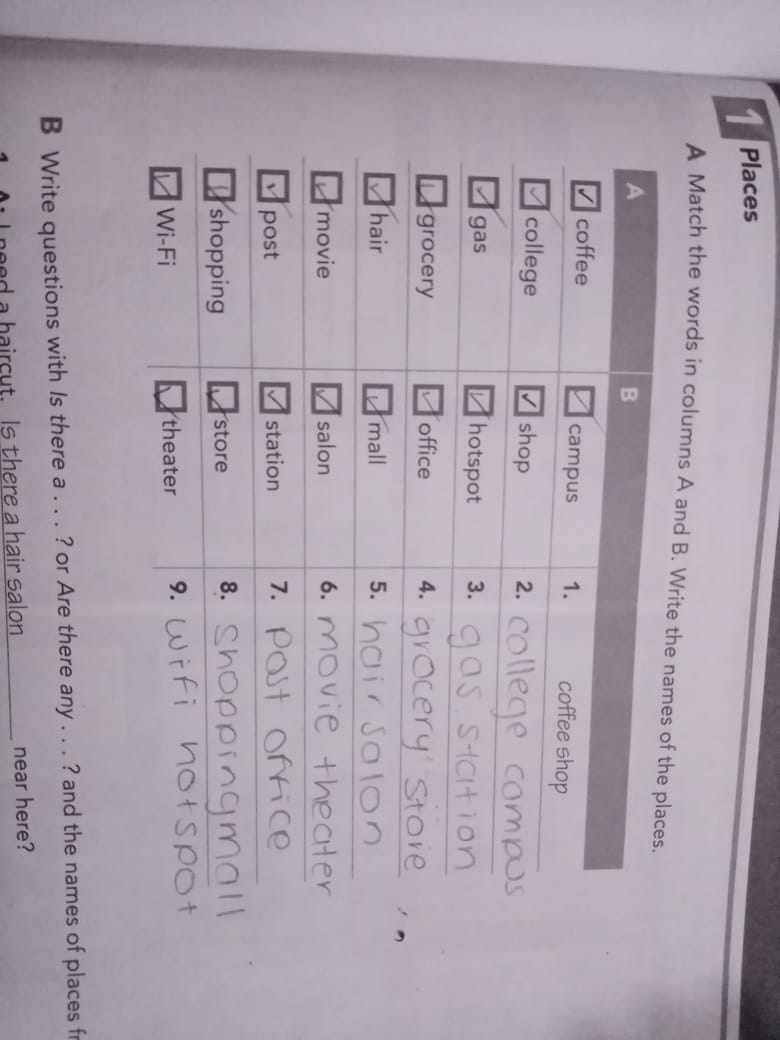 1 Places
A Match the words in columns A and B. Write the names of the places.
A B
✓ coffee ✓ campus 1. coffee shop
✓ college ✓ shop 2. college campus
✓ gas ✓ hotspot 3. gas station
✓ grocery ✓ office 4. grocery store
✓ hair ✓ mall 5. hair salon
✓ movie ✓ salon 6. movie theater
✓ post ✓ station 7. post office
✓ shopping ✓ store 8. shopping mall
✓ Wi-Fi ✓ theater 9. wifi hotspot
B Write questions with Is there a . . . ? or Are there any . . . ? and the names of places
1 A: I need a haircut. Is there a hair salon near here?